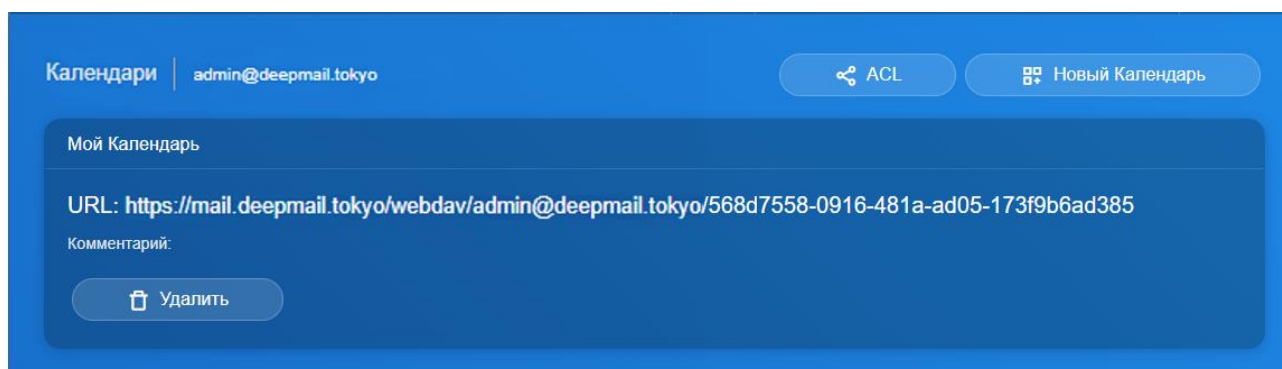 Календари admin@deepmail.tokyo ACL Новый Календарь
Мой Календарь
URL: https://mail.deepmail.tokyo/webdav/admin@deepmail.tokyo/568d7558-0916-481a-ad05-173f9b6ad385
Комментарий:
Удалить